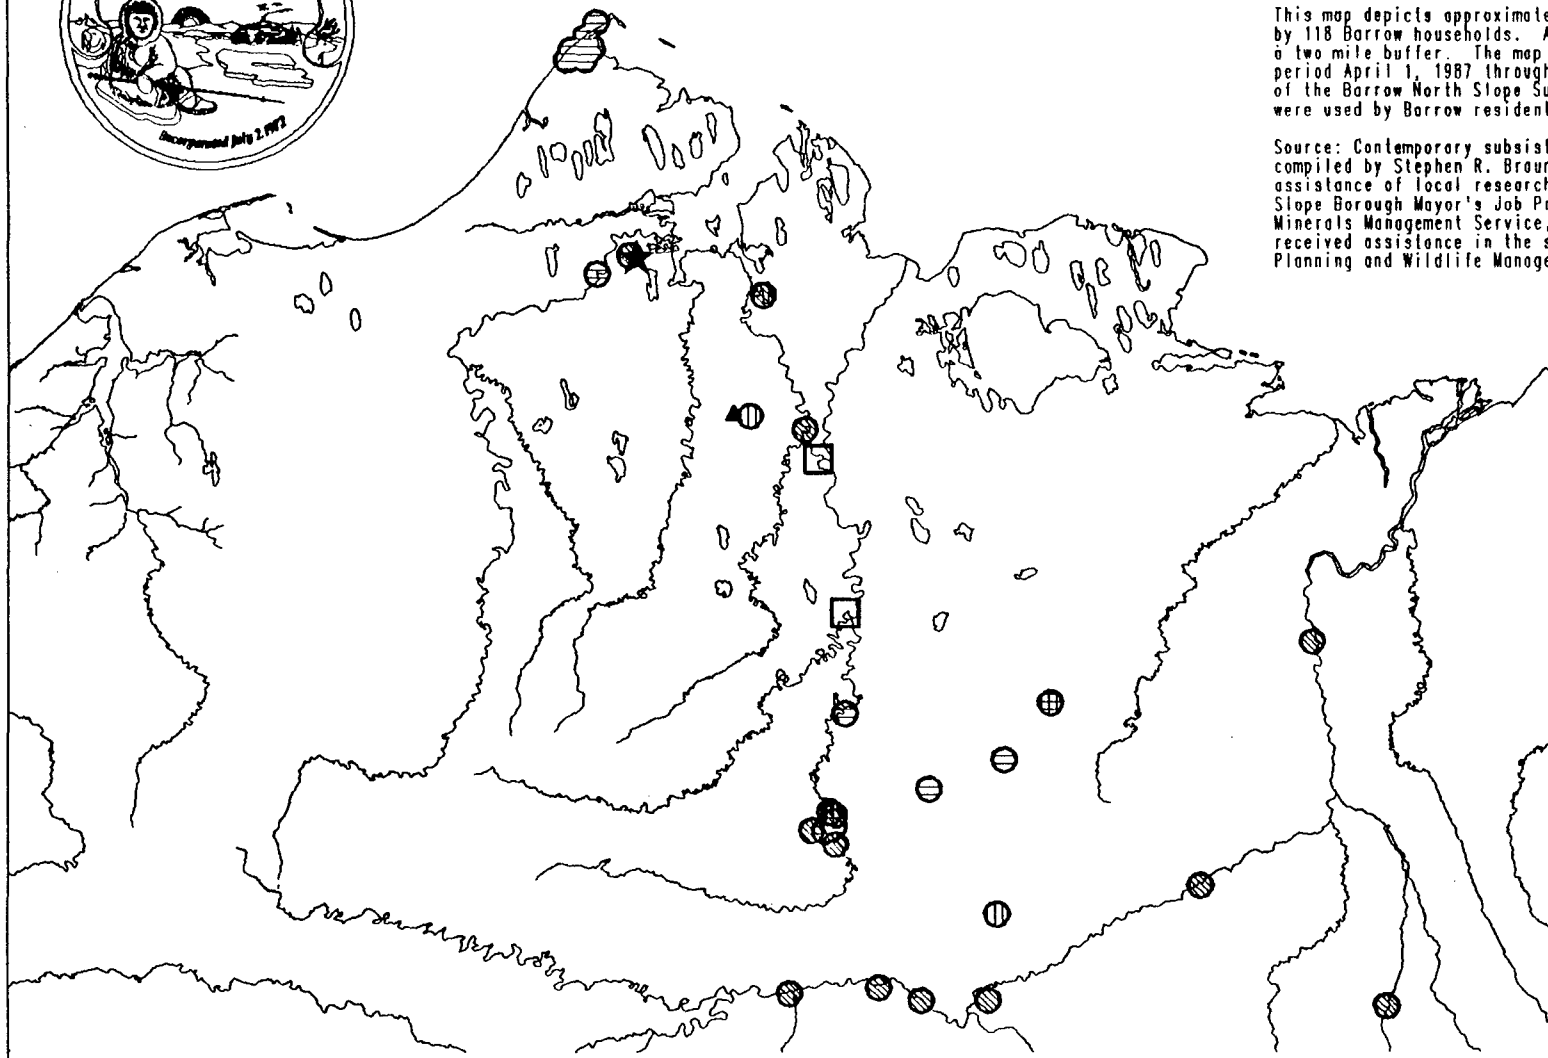 Incorporated July 2, 1972
This map depicts approximate
by 118 Barrow households. A
a two mile buffer. The map
period April 1, 1987 through
of the Barrow North Slope Su
were used by Barrow resident
Source: Contemporary subsist
compiled by Stephen R. Braun
assistance of local research
Slope Borough Mayor's Job Pr
Minerals Management Service,
received assistance in the s
Planning and Wildlife Manage